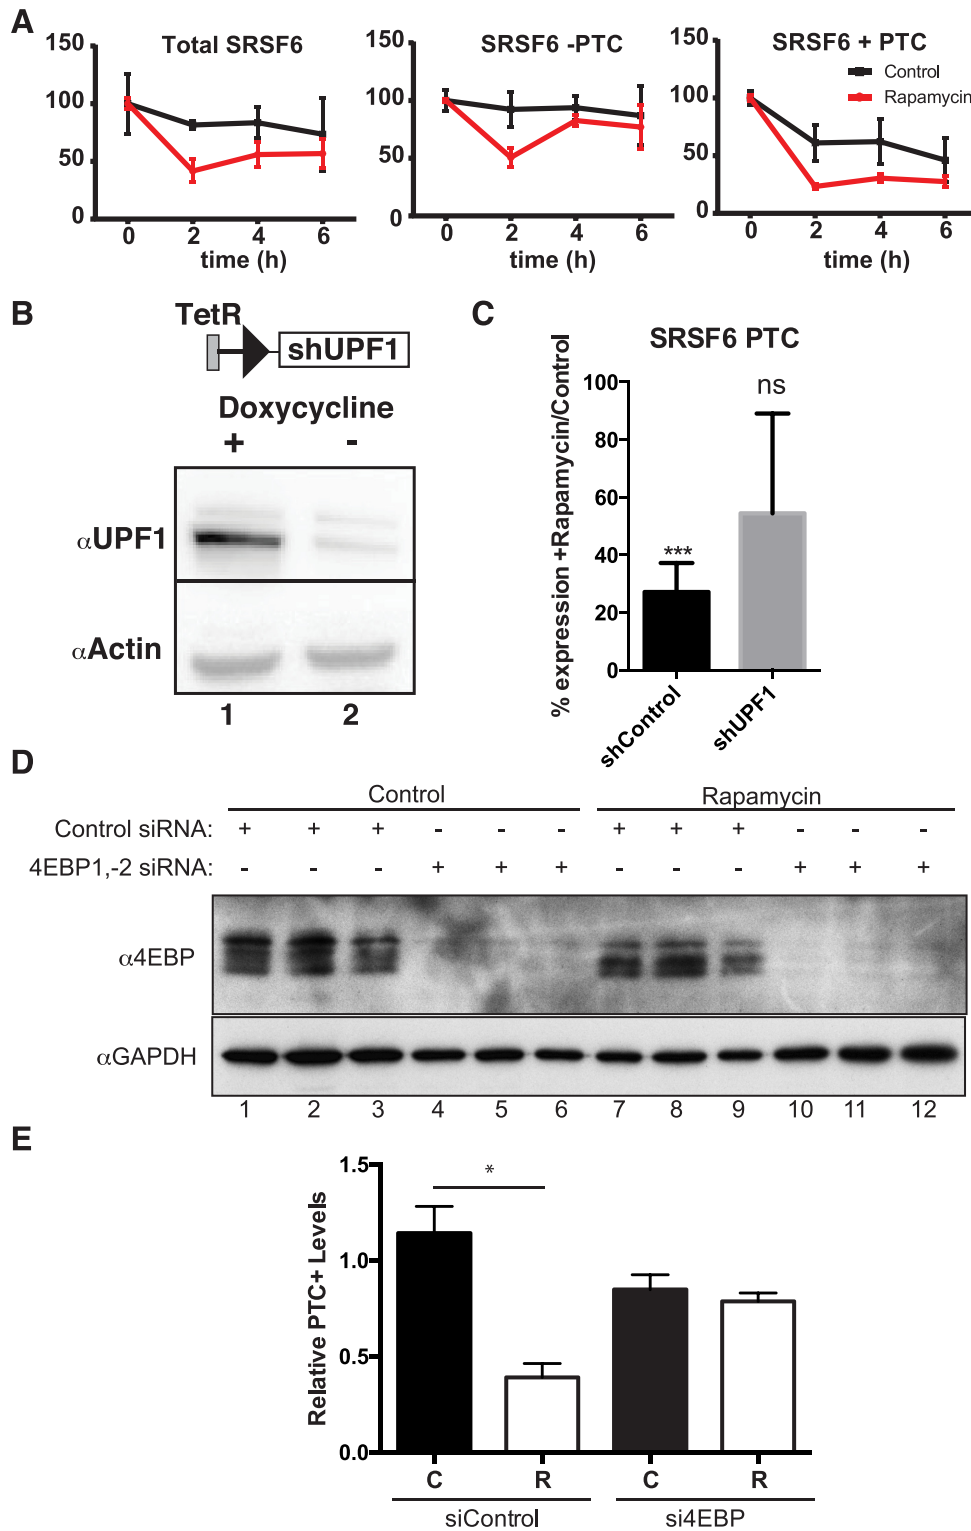 A
Total SRSF6
150
100
50
0
0 2 4 6
time (h)
SRSF6 -PTC
150
100
50
0
0 2 4 6
time (h)
SRSF6 + PTC
Control
Rapamycin
150
100
50
0
0 2 4 6
time (h)
B
TetR
shUPF1
Doxycycline
+ -
αUPF1
αActin
1 2
C
SRSF6 PTC
% expression +Rapamycin/Control
100
80
60
40
20
0
***
ns
shControl
shUPF1
D
Control Rapamycin
Control siRNA: + + + - - - + + + - - -
4EBP1,-2 siRNA: - - - + + + - - - + + +
α4EBP
αGAPDH
1 2 3 4 5 6 7 8 9 10 11 12
E
Relative PTC+ Levels
1.5
1.0
0.5
0.0
*
C R C R
siControl si4EBP